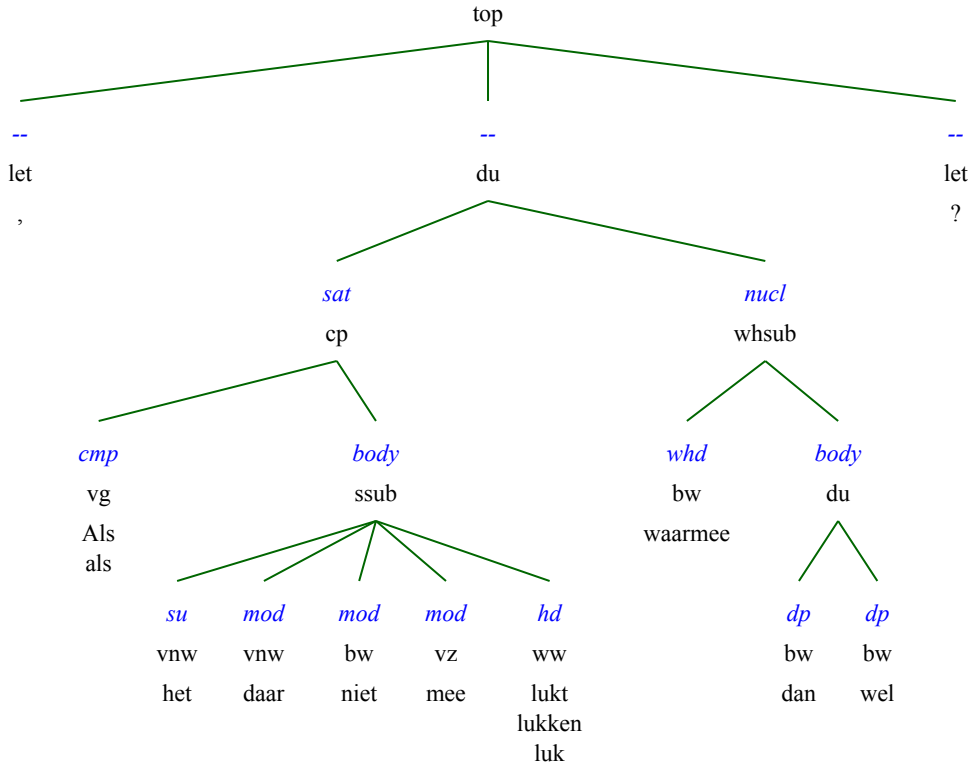 top
-- -- --
let du let
, ?
sat nucl
cp whsub
cmp body whd body
vg ssub bw du
Als waarmee
als
su mod mod mod hd dp dp
vnw vnw bw vz ww bw bw
het daar niet mee lukt dan wel
lukken
luk